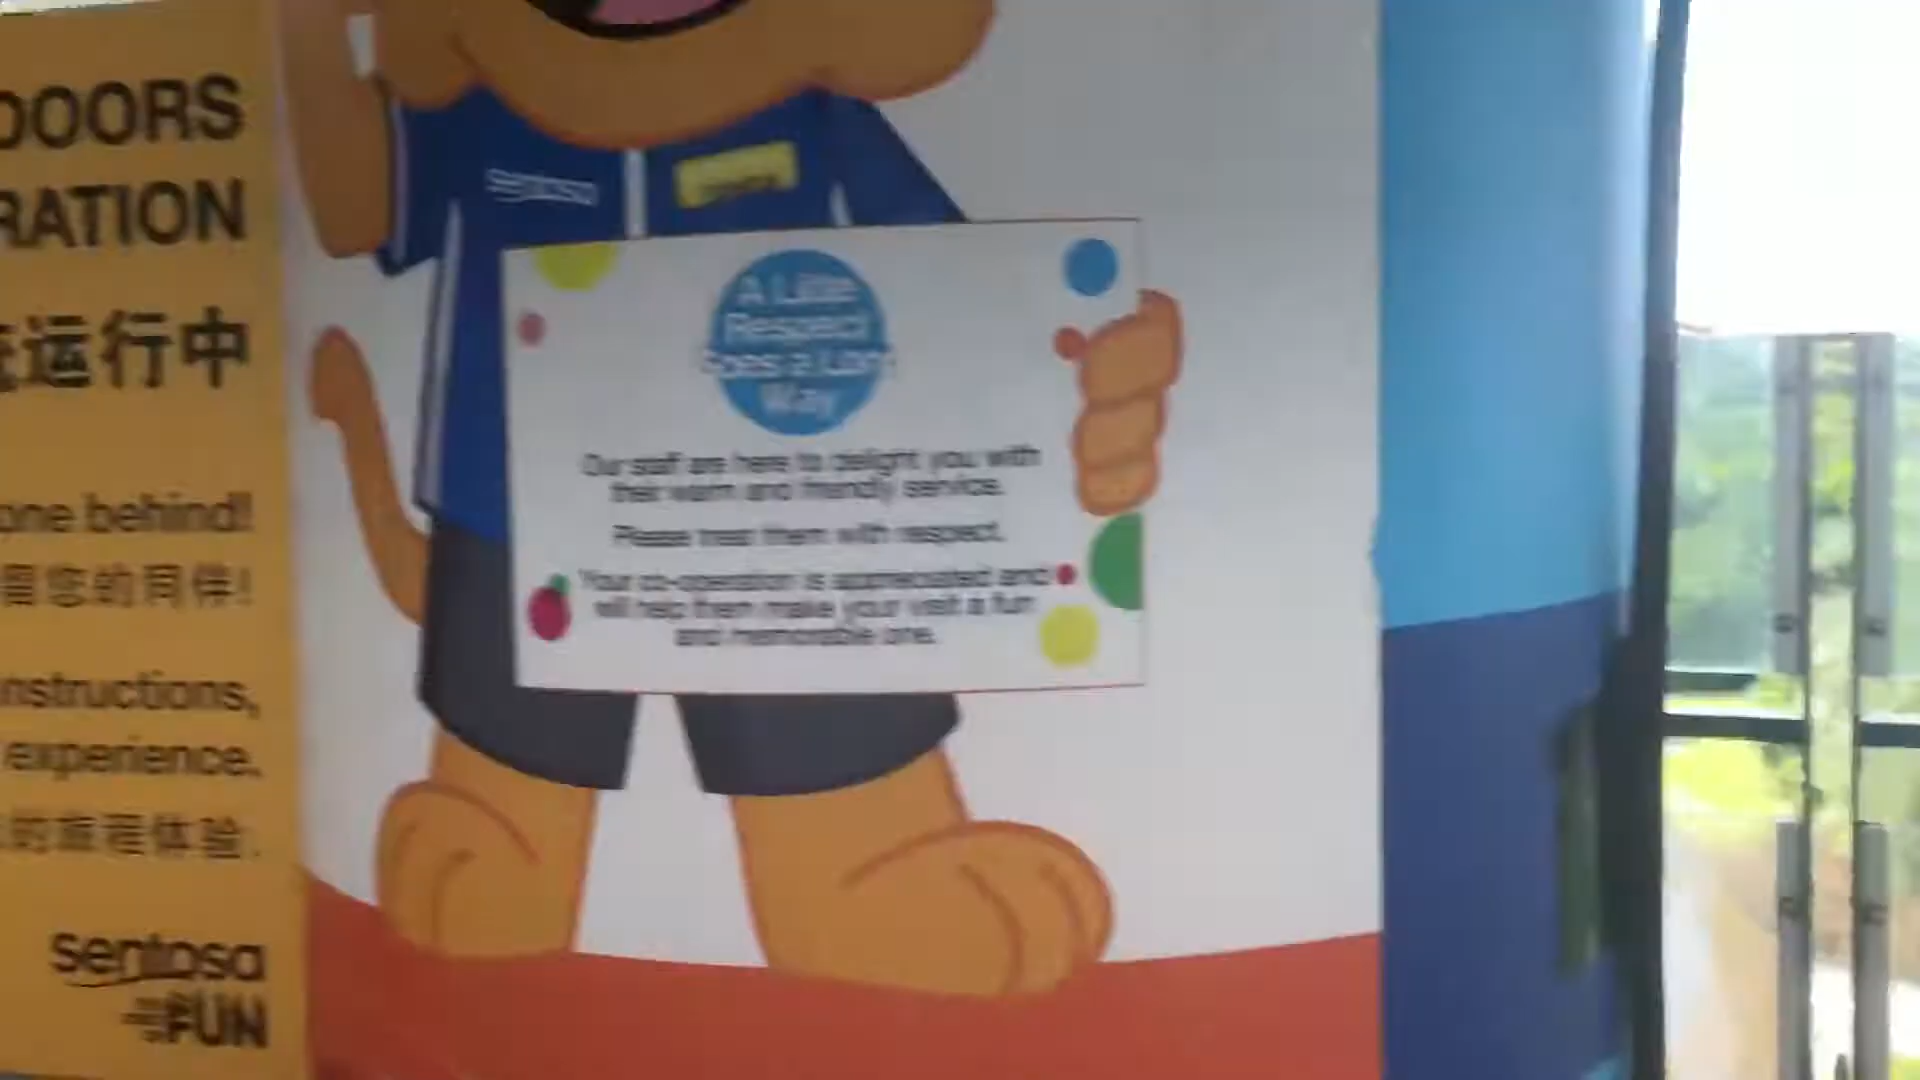 DOORS
RATION
运行中
one behind!
留您的同伴!
nstructions,
experience.
的旅程体验.
sentosa
FUN
sentosa
A Little
Respect
Goes a Long
Way
Our staff are here to delight you with
their warm and friendly service.
Please treat them with respect.
Your co-operation is appreciated and
will help them make your visit a fun
and memorable one.